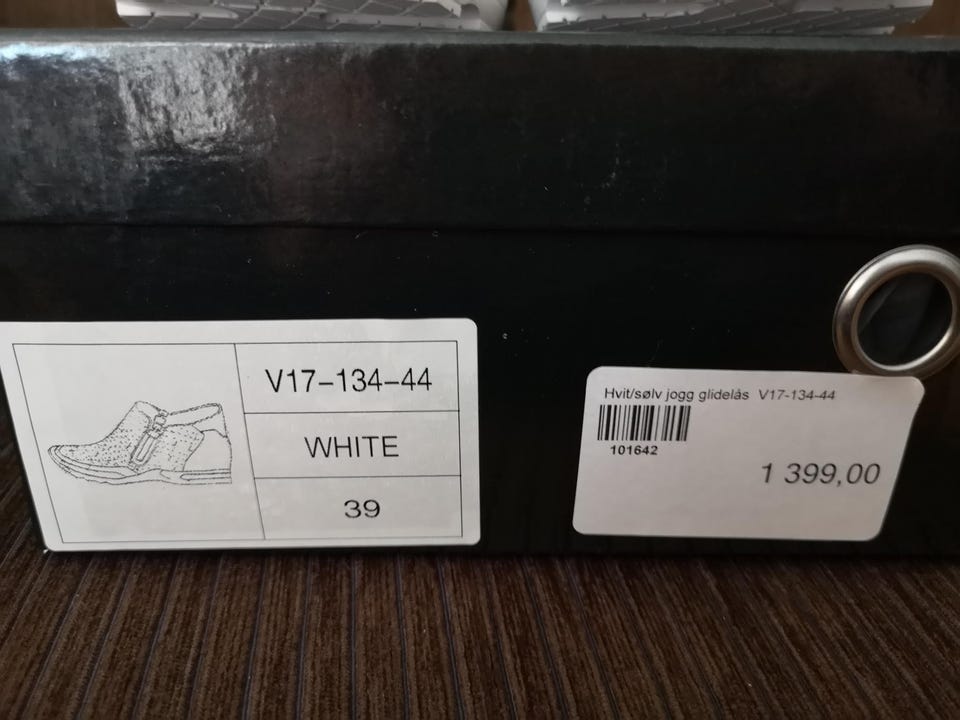 V17-134-44
WHITE
39
Hvit/sølv jogg glidelås V17-134-44
101642
1 399,00